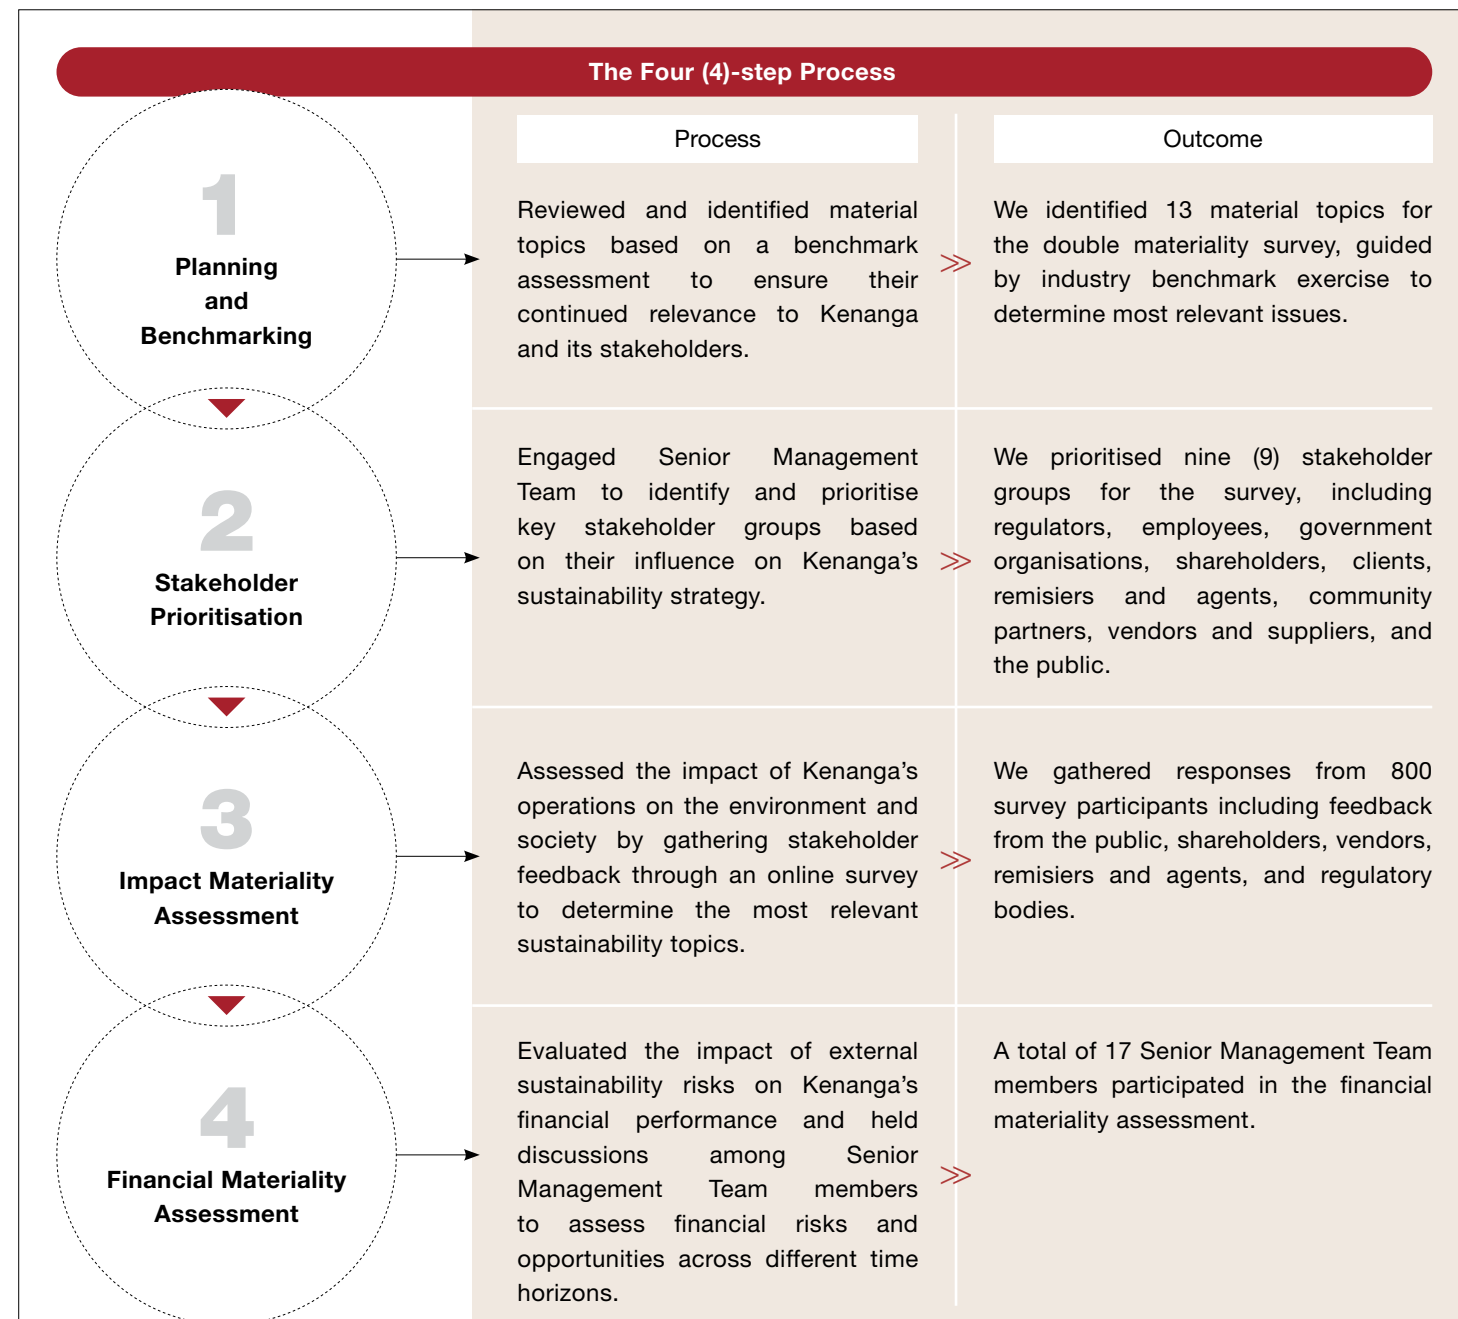 The Four (4)-step Process
Process
Outcome
1
Planning
and
Benchmarking
Reviewed and identified material
topics based on a benchmark
assessment to ensure their
continued relevance to Kenanga
and its stakeholders.
We identified 13 material topics for
the double materiality survey, guided
by industry benchmark exercise to
determine most relevant issues.
2
Stakeholder
Prioritisation
Engaged Senior Management
Team to identify and prioritise
key stakeholder groups based
on their influence on Kenanga’s
sustainability strategy.
We prioritised nine (9) stakeholder
groups for the survey, including
regulators, employees, government
organisations, shareholders, clients,
remisiers and agents, community
partners, vendors and suppliers, and
the public.
3
Impact Materiality
Assessment
Assessed the impact of Kenanga’s
operations on the environment and
society by gathering stakeholder
feedback through an online survey
to determine the most relevant
sustainability topics.
We gathered responses from 800
survey participants including feedback
from the public, shareholders, vendors,
remisiers and agents, and regulatory
bodies.
4
Financial Materiality
Assessment
Evaluated the impact of external
sustainability risks on Kenanga’s
financial performance and held
discussions among Senior
Management Team members
to assess financial risks and
opportunities across different time
horizons.
A total of 17 Senior Management Team
members participated in the financial
materiality assessment.